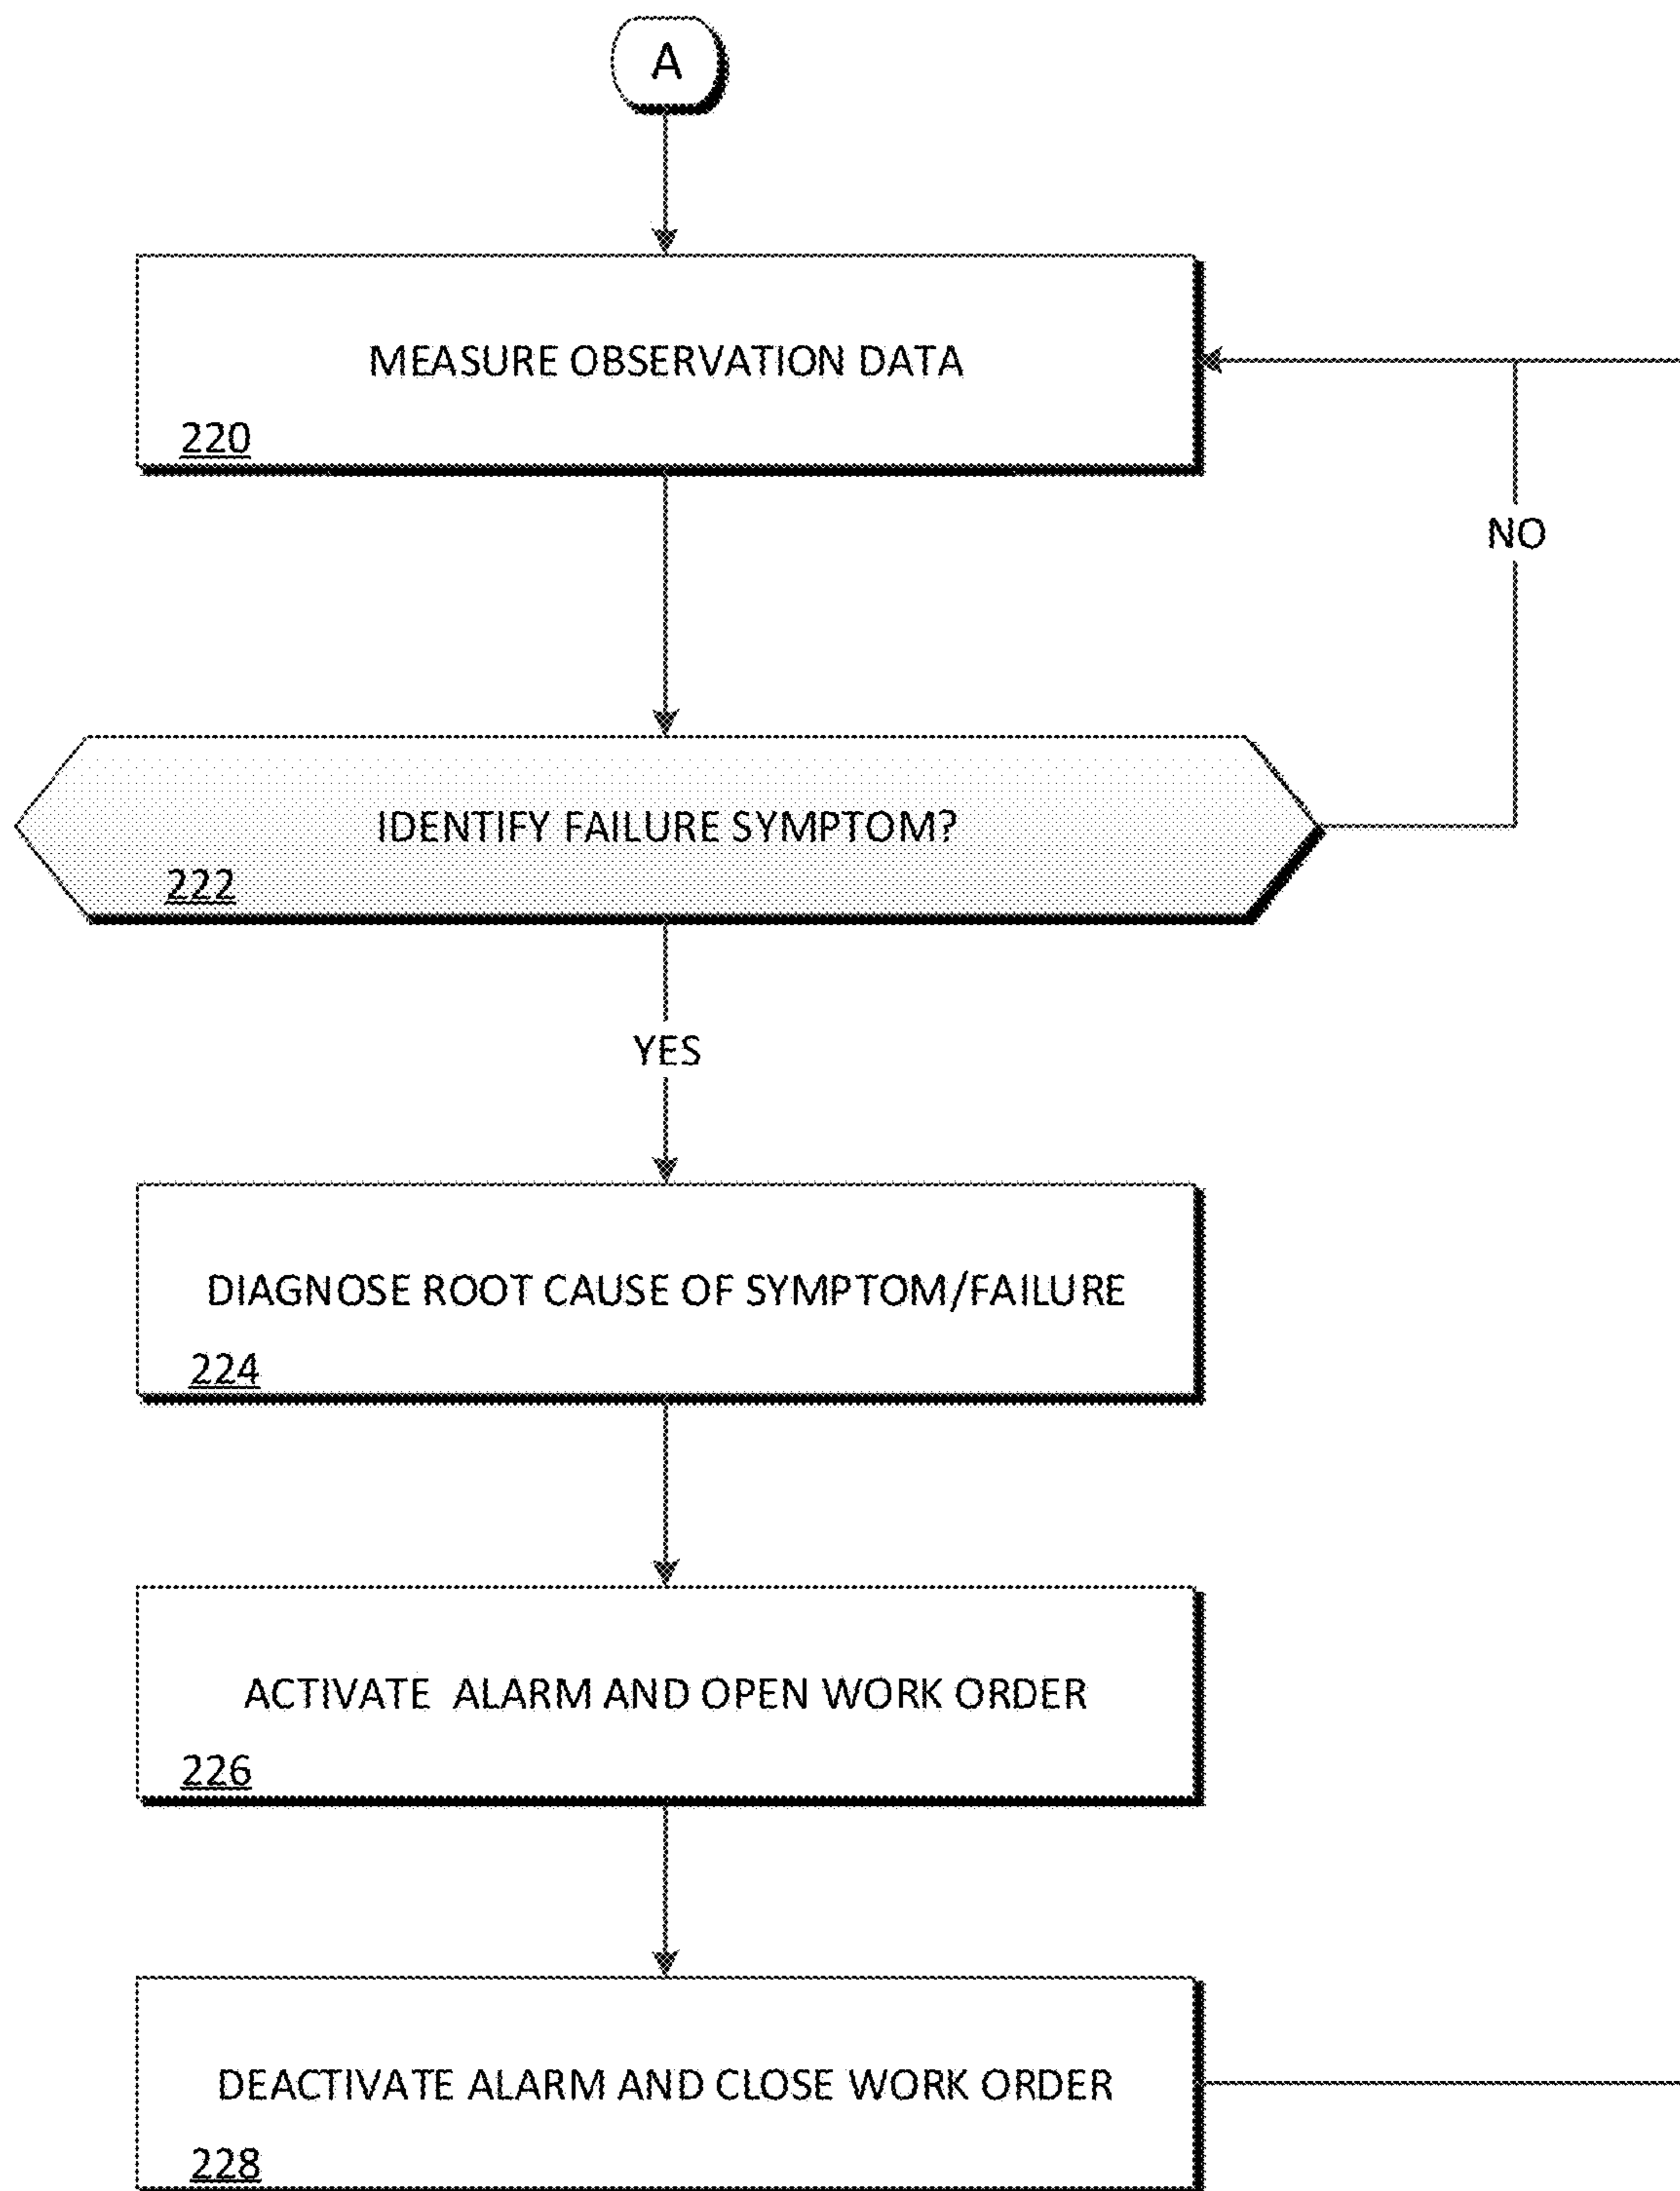 A
MEASURE OBSERVATION DATA
220
NO
IDENTIFY FAILURE SYMPTOM?
222
YES
DIAGNOSE ROOT CAUSE OF SYMPTOM/FAILURE
224
ACTIVATE ALARM AND OPEN WORK ORDER
226
DEACTIVATE ALARM AND CLOSE WORK ORDER
228